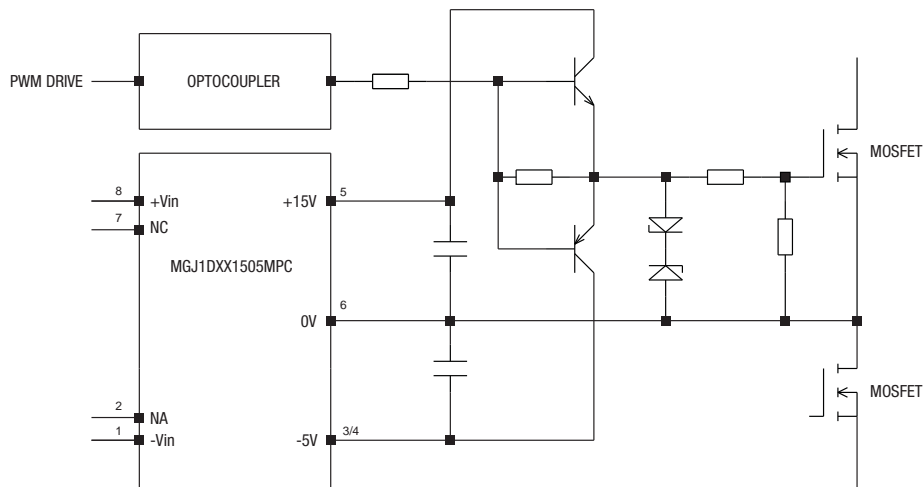 PWM DRIVE
OPTOCOUPLER
MOSFET
8
+Vin
+15V
5
7
NC
MGJ1DXX1505MPC
6
0V
MOSFET
2
NA
1
-Vin
-5V
3/4